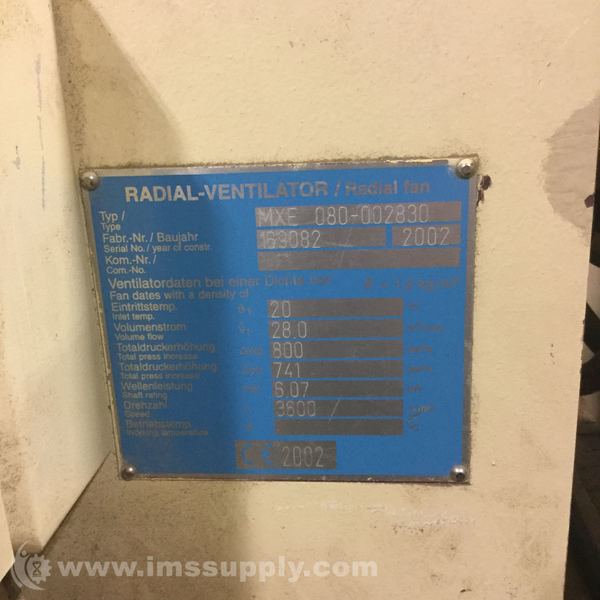 RADIAL-VENTILATOR / Radial fan
Typ / Type MXE 080-002830
Fabr.-Nr. / Baujahr 2002
Serial No. / year of constr.
Kom.-Nr. /
Com.-No.
Ventilatordaten bei einer Dichte von
Fan dates with a density of
Eintrittstemp. 20
Inlet temp.
Volumenstrom 28.0
Volume flow
Totaldruckerhöhung 800
Total press increase
Totaldruckerhöhung 741
Total press increase
Wellenleistung 6.07
Shaft rating
Drehzahl 3600 /
Speed
Betriebstemp.
Working temperature
CE 2002
www.imssupply.com